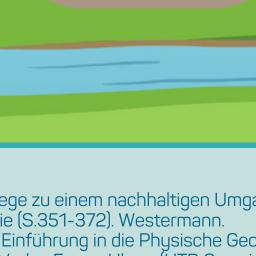 ege zu einem nachhaltigen Umga
ie (S.351-372). Westermann.
Einführung in die Physische Geo